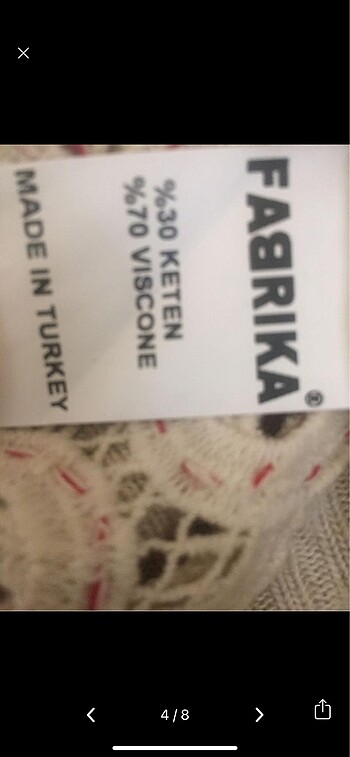 FABRIKA®
%30 KETEN
%70 VISCONE
MADE IN TURKEY
4/8